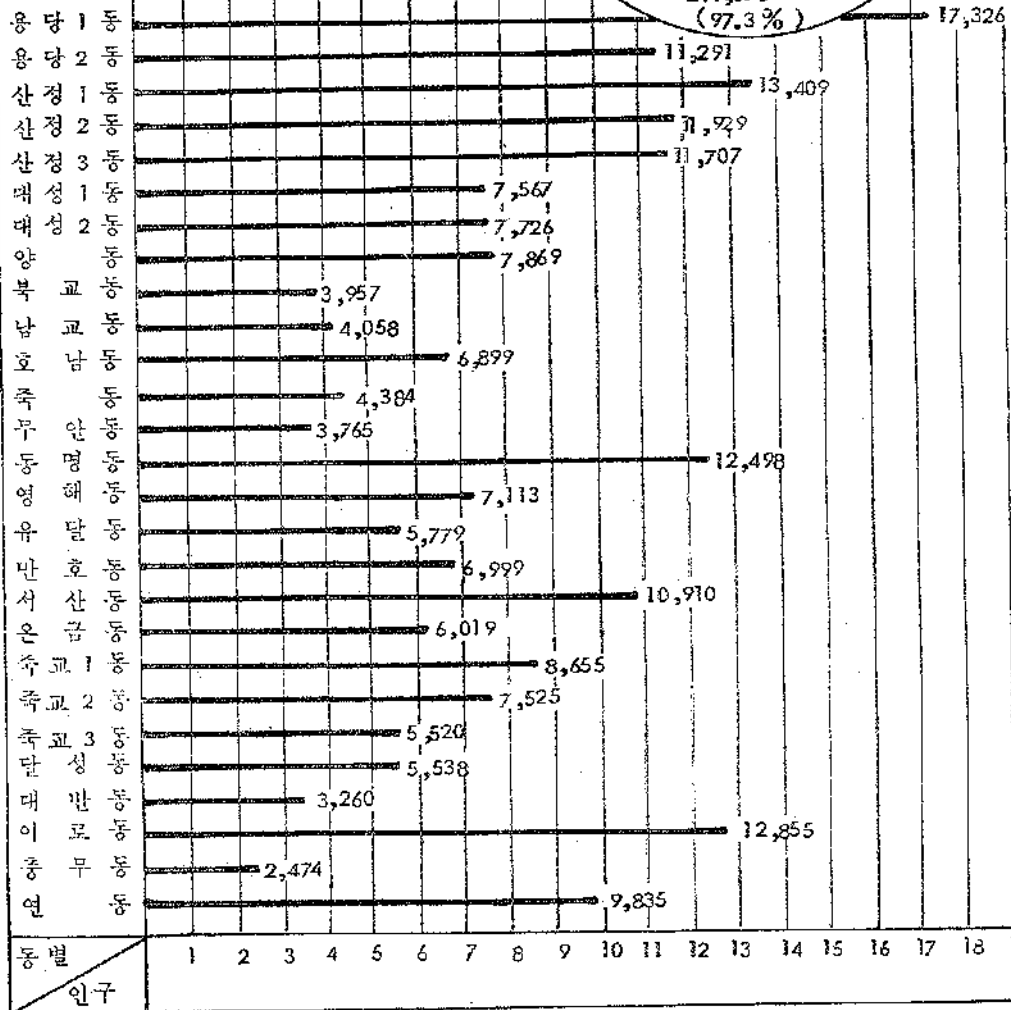 (97.3%)
용당1동 17,326
용당2동 11,291
산정1동 13,409
산정2동 11,929
산정3동 11,707
대성1동 7,567
대성2동 7,726
양 동 7,869
북교동 3,957
남교동 4,058
호남동 6,899
죽 동 4,384
무안동 3,765
동명동 12,498
영해동 7,113
유달동 5,779
만호동 6,999
서산동 10,910
온금동 6,019
죽교1동 8,655
죽교2동 7,525
죽교3동 5,520
달성동 5,538
대반동 3,260
이로동 12,855
충무동 2,474
연 동 9,835
동별 1 2 3 4 5 6 7 8 9 10 11 12 13 14 15 16 17 18
인구